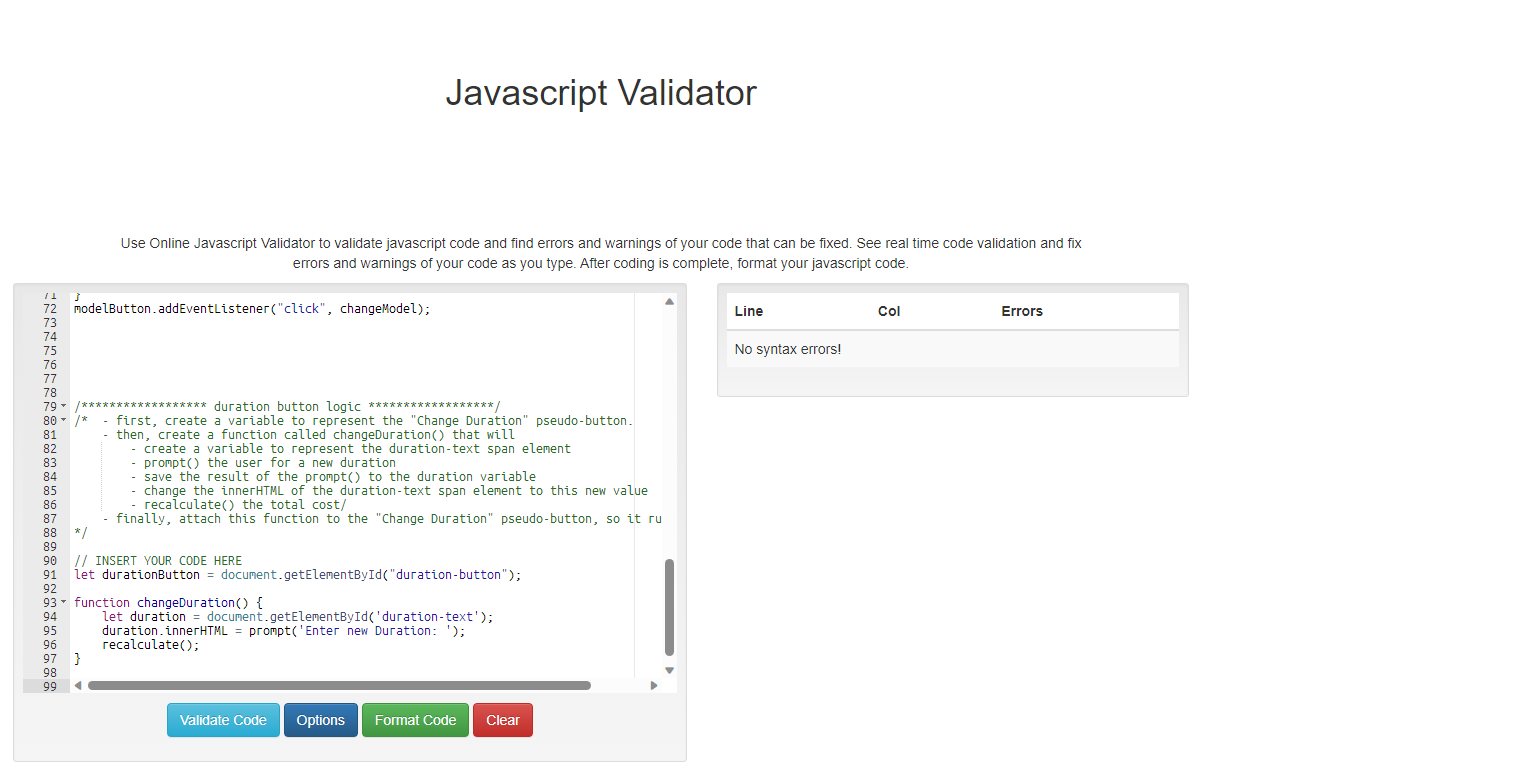 Javascript Validator
Use Online Javascript Validator to validate javascript code and find errors and warnings of your code that can be fixed. See real time code validation and fix
errors and warnings of your code as you type. After coding is complete, format your javascript code.
71 }
72 modelButton.addEventListener("click", changeModel);
73
74
75
76
77
78
79 /****************** duration button logic ******************/
80 /*  - first, create a variable to represent the "Change Duration" pseudo-button.
81     - then, create a function called changeDuration() that will
82         - create a variable to represent the duration-text span element
83         - prompt() the user for a new duration
84         - save the result of the prompt() to the duration variable
85         - change the innerHTML of the duration-text span element to this new value
86         - recalculate() the total cost/
87     - finally, attach this function to the "Change Duration" pseudo-button, so it ru
88 */
89
90 // INSERT YOUR CODE HERE
91 let durationButton = document.getElementById("duration-button");
92
93 function changeDuration() {
94     let duration = document.getElementById('duration-text');
95     duration.innerHTML = prompt('Enter new Duration: ');
96     recalculate();
97 }
98
99
Validate Code Options Format Code Clear
Line Col Errors
No syntax errors!